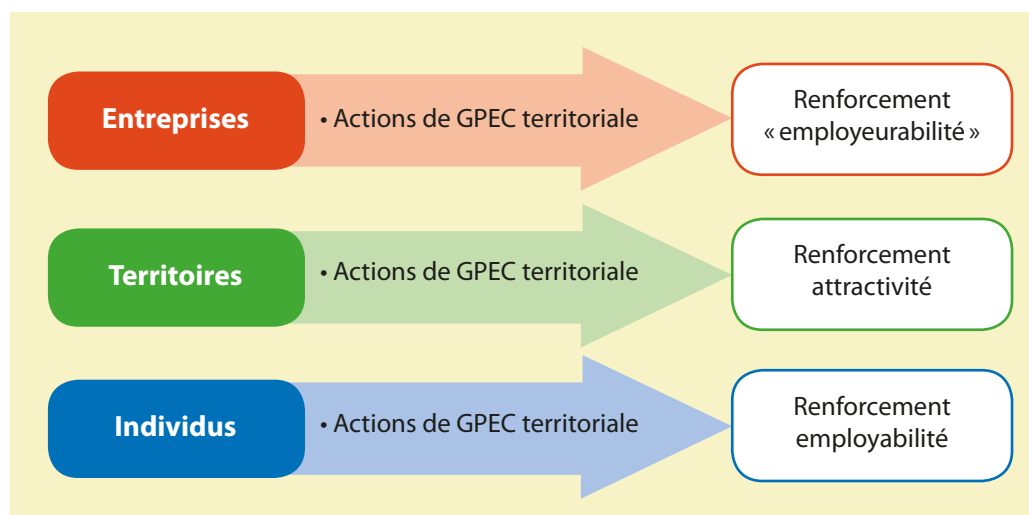 Entreprises
• Actions de GPEC territoriale
Renforcement
« employeurabilité »
Territoires
• Actions de GPEC territoriale
Renforcement
attractivité
Individus
• Actions de GPEC territoriale
Renforcement
employabilité